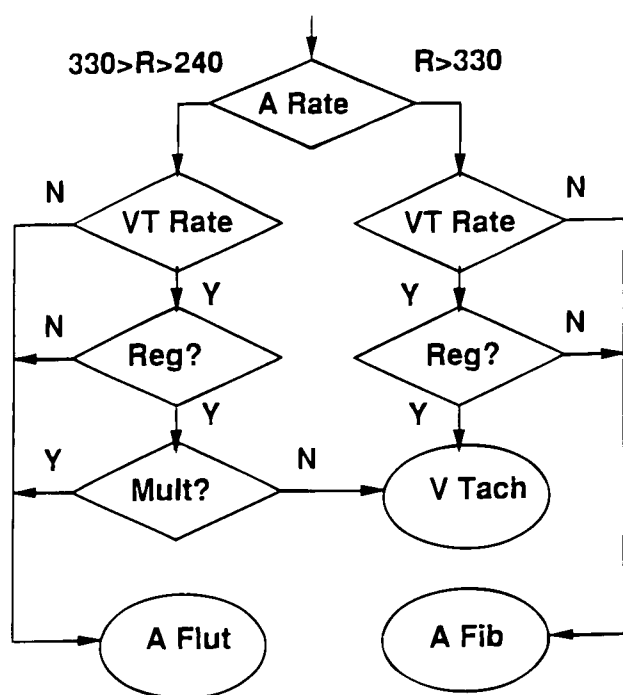 330>R>240
R>330
A Rate
N
N
VT Rate
VT Rate
Y
Y
N
N
Reg?
Reg?
Y
Y
Y
N
Mult?
V Tach
A Flut
A Fib